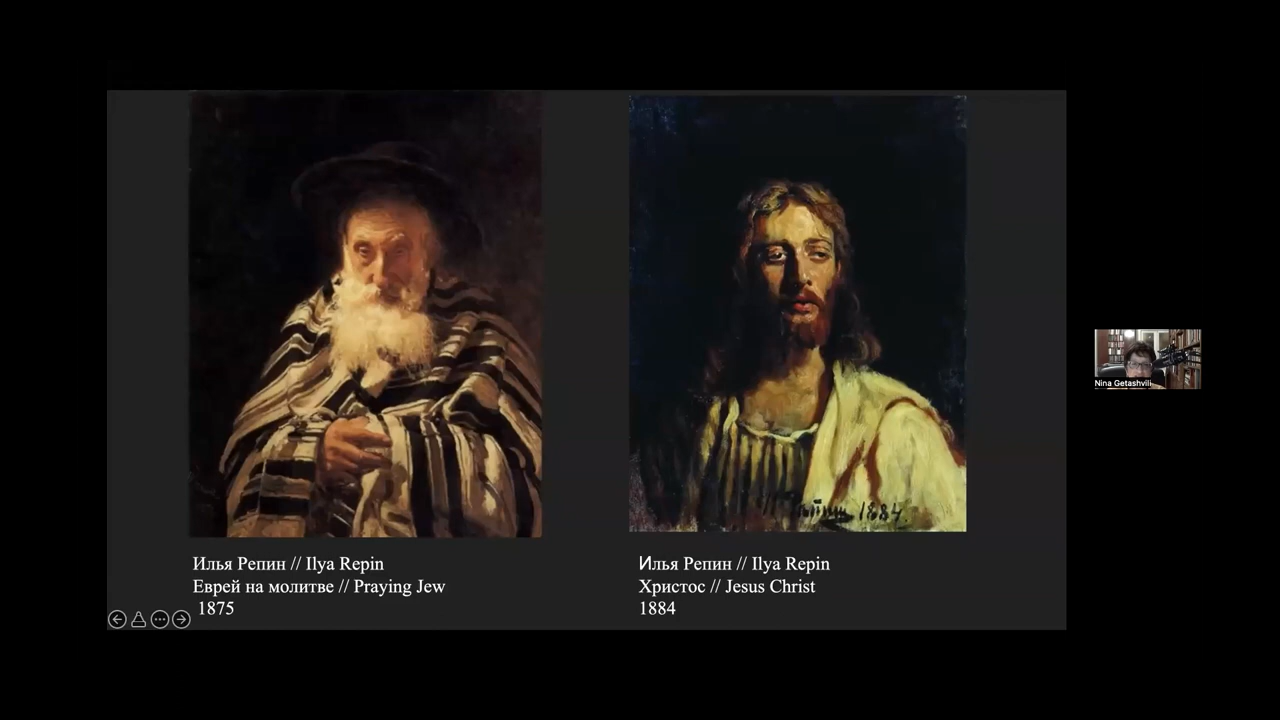 Илья Репин // Ilya Repin
Еврей на молитве // Praying Jew
1875
1884
Илья Репин // Ilya Repin
Христос // Jesus Christ
1884
Nina Getashvili